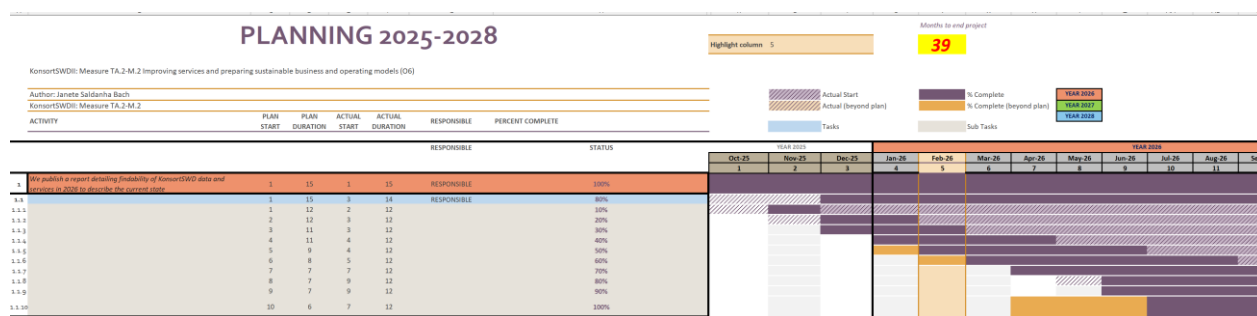 PLANNING 2025-2028
Months to end project
Highlight column 5
39
KonsortSWDII: Measure TA.2-M.2 Improving services and preparing sustainable business and operating models (O6)
Author: Janete Saldanha Bach
KonsortSWDII: Measure TA.2-M.2
Actual Start
% Complete
YEAR 2026
Actual (beyond plan)
% Complete (beyond plan)
YEAR 2027
YEAR 2028
Tasks
Sub Tasks
ACTIVITY PLAN START PLAN DURATION ACTUAL START ACTUAL DURATION RESPONSIBLE PERCENT COMPLETE
RESPONSIBLE STATUS
YEAR 2025 YEAR 2026
Oct-25 Nov-25 Dec-25 Jan-26 Feb-26 Mar-26 Apr-26 May-26 Jun-26 Jul-26 Aug-26 Se
1 2 3 4 5 6 7 8 9 10 11
1 We publish a report detailing findability of KonsortSWD data and
services in 2026 to describe the current state 1 15 1 15 RESPONSIBLE 100%
1.1 1 15 3 14 RESPONSIBLE 80%
1.1.1 1 12 2 12 10%
1.1.2 2 12 3 12 20%
1.1.3 3 11 3 12 30%
1.1.4 4 11 4 12 40%
1.1.5 5 9 4 12 50%
1.1.6 6 8 5 12 60%
1.1.7 7 7 7 12 70%
1.1.8 8 7 9 12 80%
1.1.9 9 7 9 12 90%
1.1.10 10 6 7 12 100%